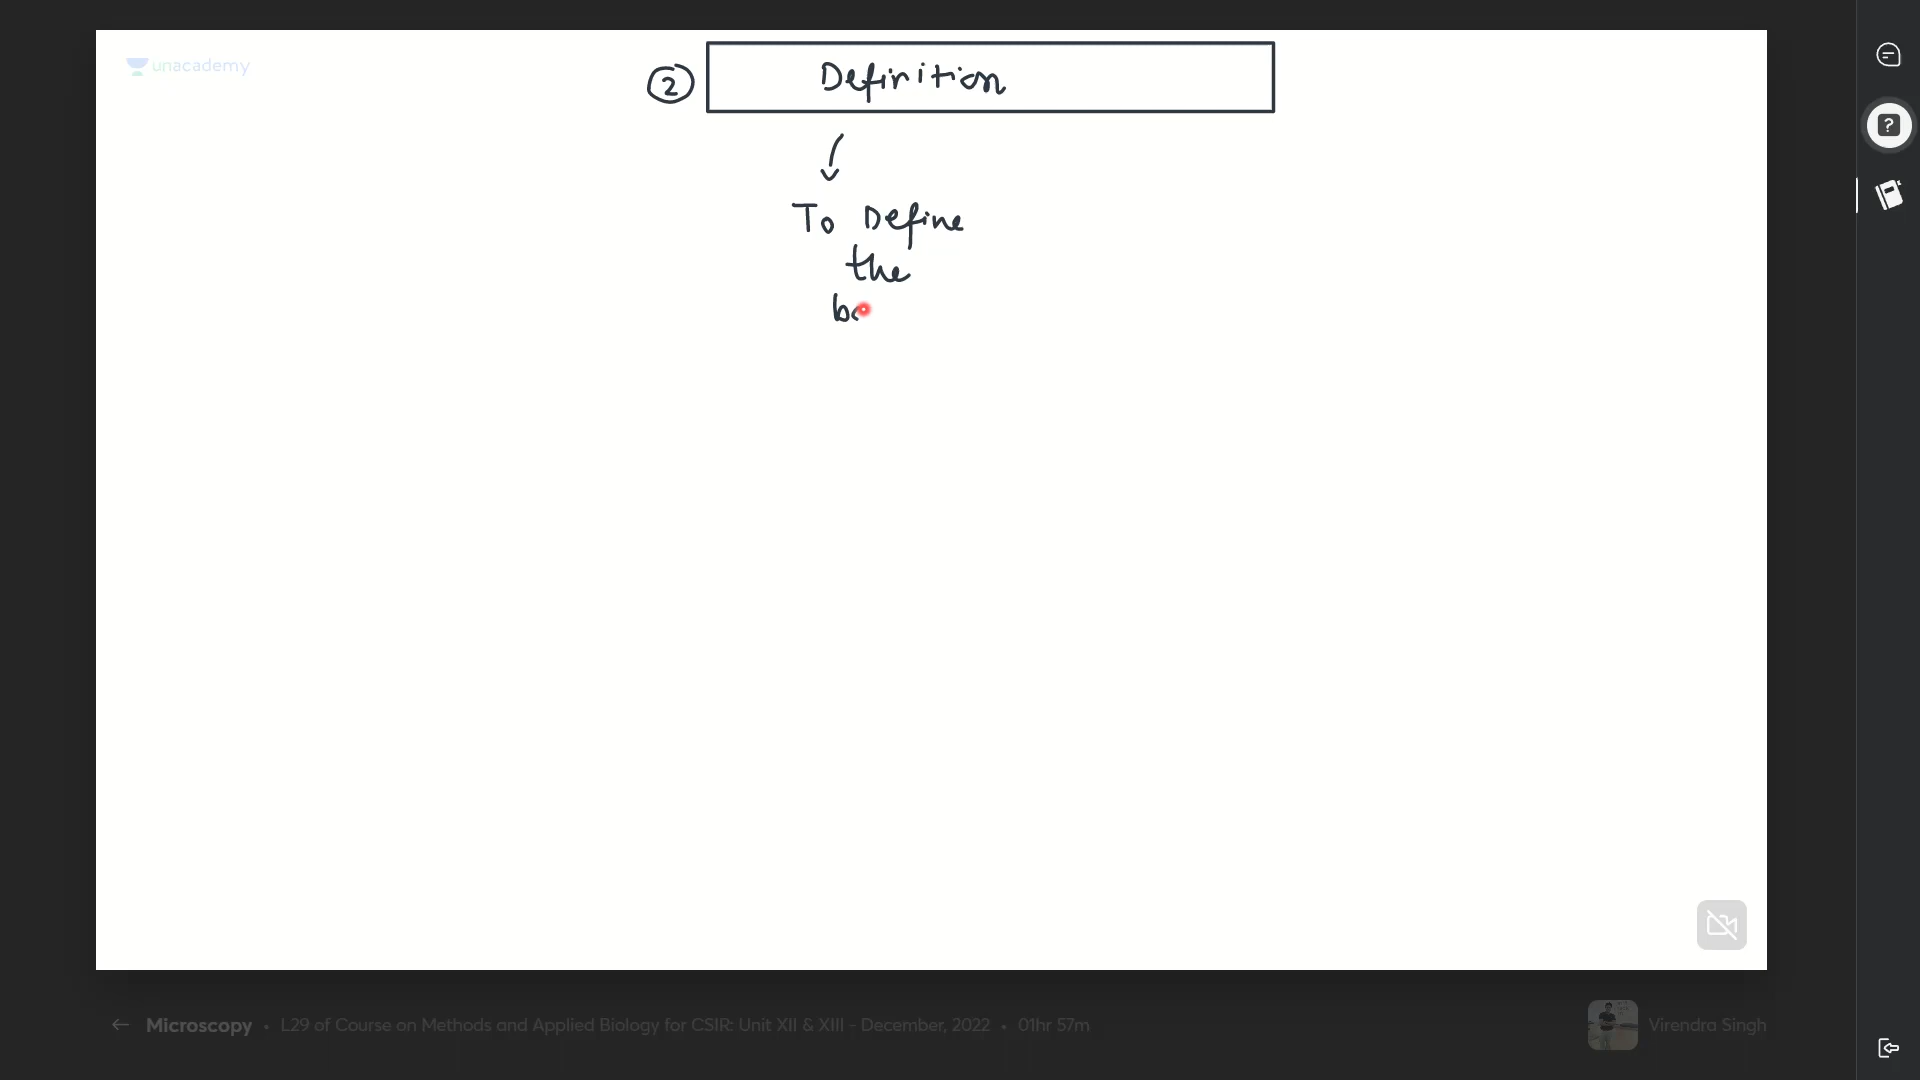 unacademy
2 Definition
To Define
the
?
Microscopy • L29 of Course on Methods and Applied Biology for CSIR: Unit XII & XIII - December, 2022 • 01hr 57m
Virendra Singh